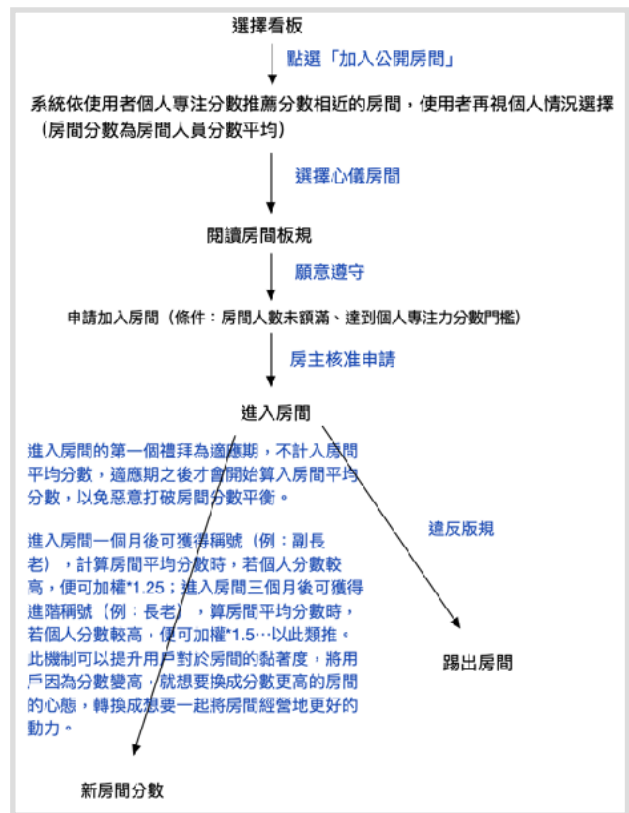 選擇看板
點選「加入公開房間」
系統依使用者個人專注分數推薦分數相近的房間，使用者再視個人情況選擇
（房間分數為房間人員分數平均）
選擇心儀房間
閱讀房間板規
願意遵守
申請加入房間（條件：房間人數未額滿、達到個人專注力分數門檻）
房主核准申請
進入房間
進入房間的第一個禮拜為適應期，不計入房間
平均分數，適應期之後才會開始算入房間平均
分數，以免惡意打破房間分數平衡。
違反版規
進入房間一個月後可獲得稱號（例：副長
老），計算房間平均分數時，若個人分數較
高，便可加權*1.25；進入房間三個月後可獲得
進階稱號（例：長老），算房間平均分數時，
若個人分數較高，便可加權*1.5…以此類推。
此機制可以提升用戶對於房間的黏著度，將用
戶因為分數變高，就想要換成分數更高的房間
的心態，轉換成想要一起將房間經營地更好的
動力。
踢出房間
新房間分數